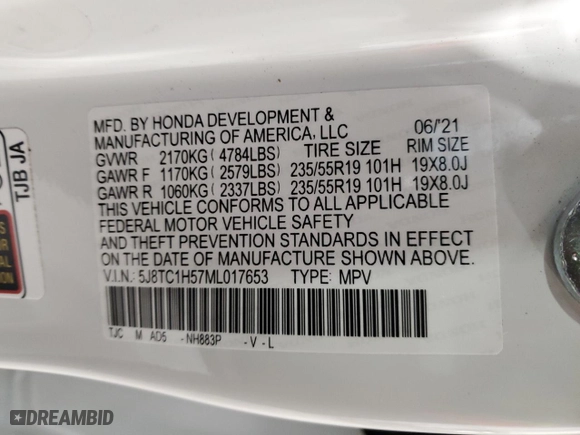 MFD. BY HONDA DEVELOPMENT &
MANUFACTURING OF AMERICA, LLC 06/'21
GVWR 2170KG ( 4784LBS) TIRE SIZE RIM SIZE
GAWR F 1170KG ( 2579LBS) 235/55R19 101H 19X8.0J
GAWR R 1060KG ( 2337LBS) 235/55R19 101H 19X8.0J
THIS VEHICLE CONFORMS TO ALL APPLICABLE
FEDERAL MOTOR VEHICLE SAFETY
AND THEFT PREVENTION STANDARDS IN EFFECT
ON THE DATE OF MANUFACTURE SHOWN ABOVE.
V.I.N.: 5J8TC1H57ML017653 TYPE: MPV
TJC M AD5 -NH883P -V-L
TJB JA
DREAMBID